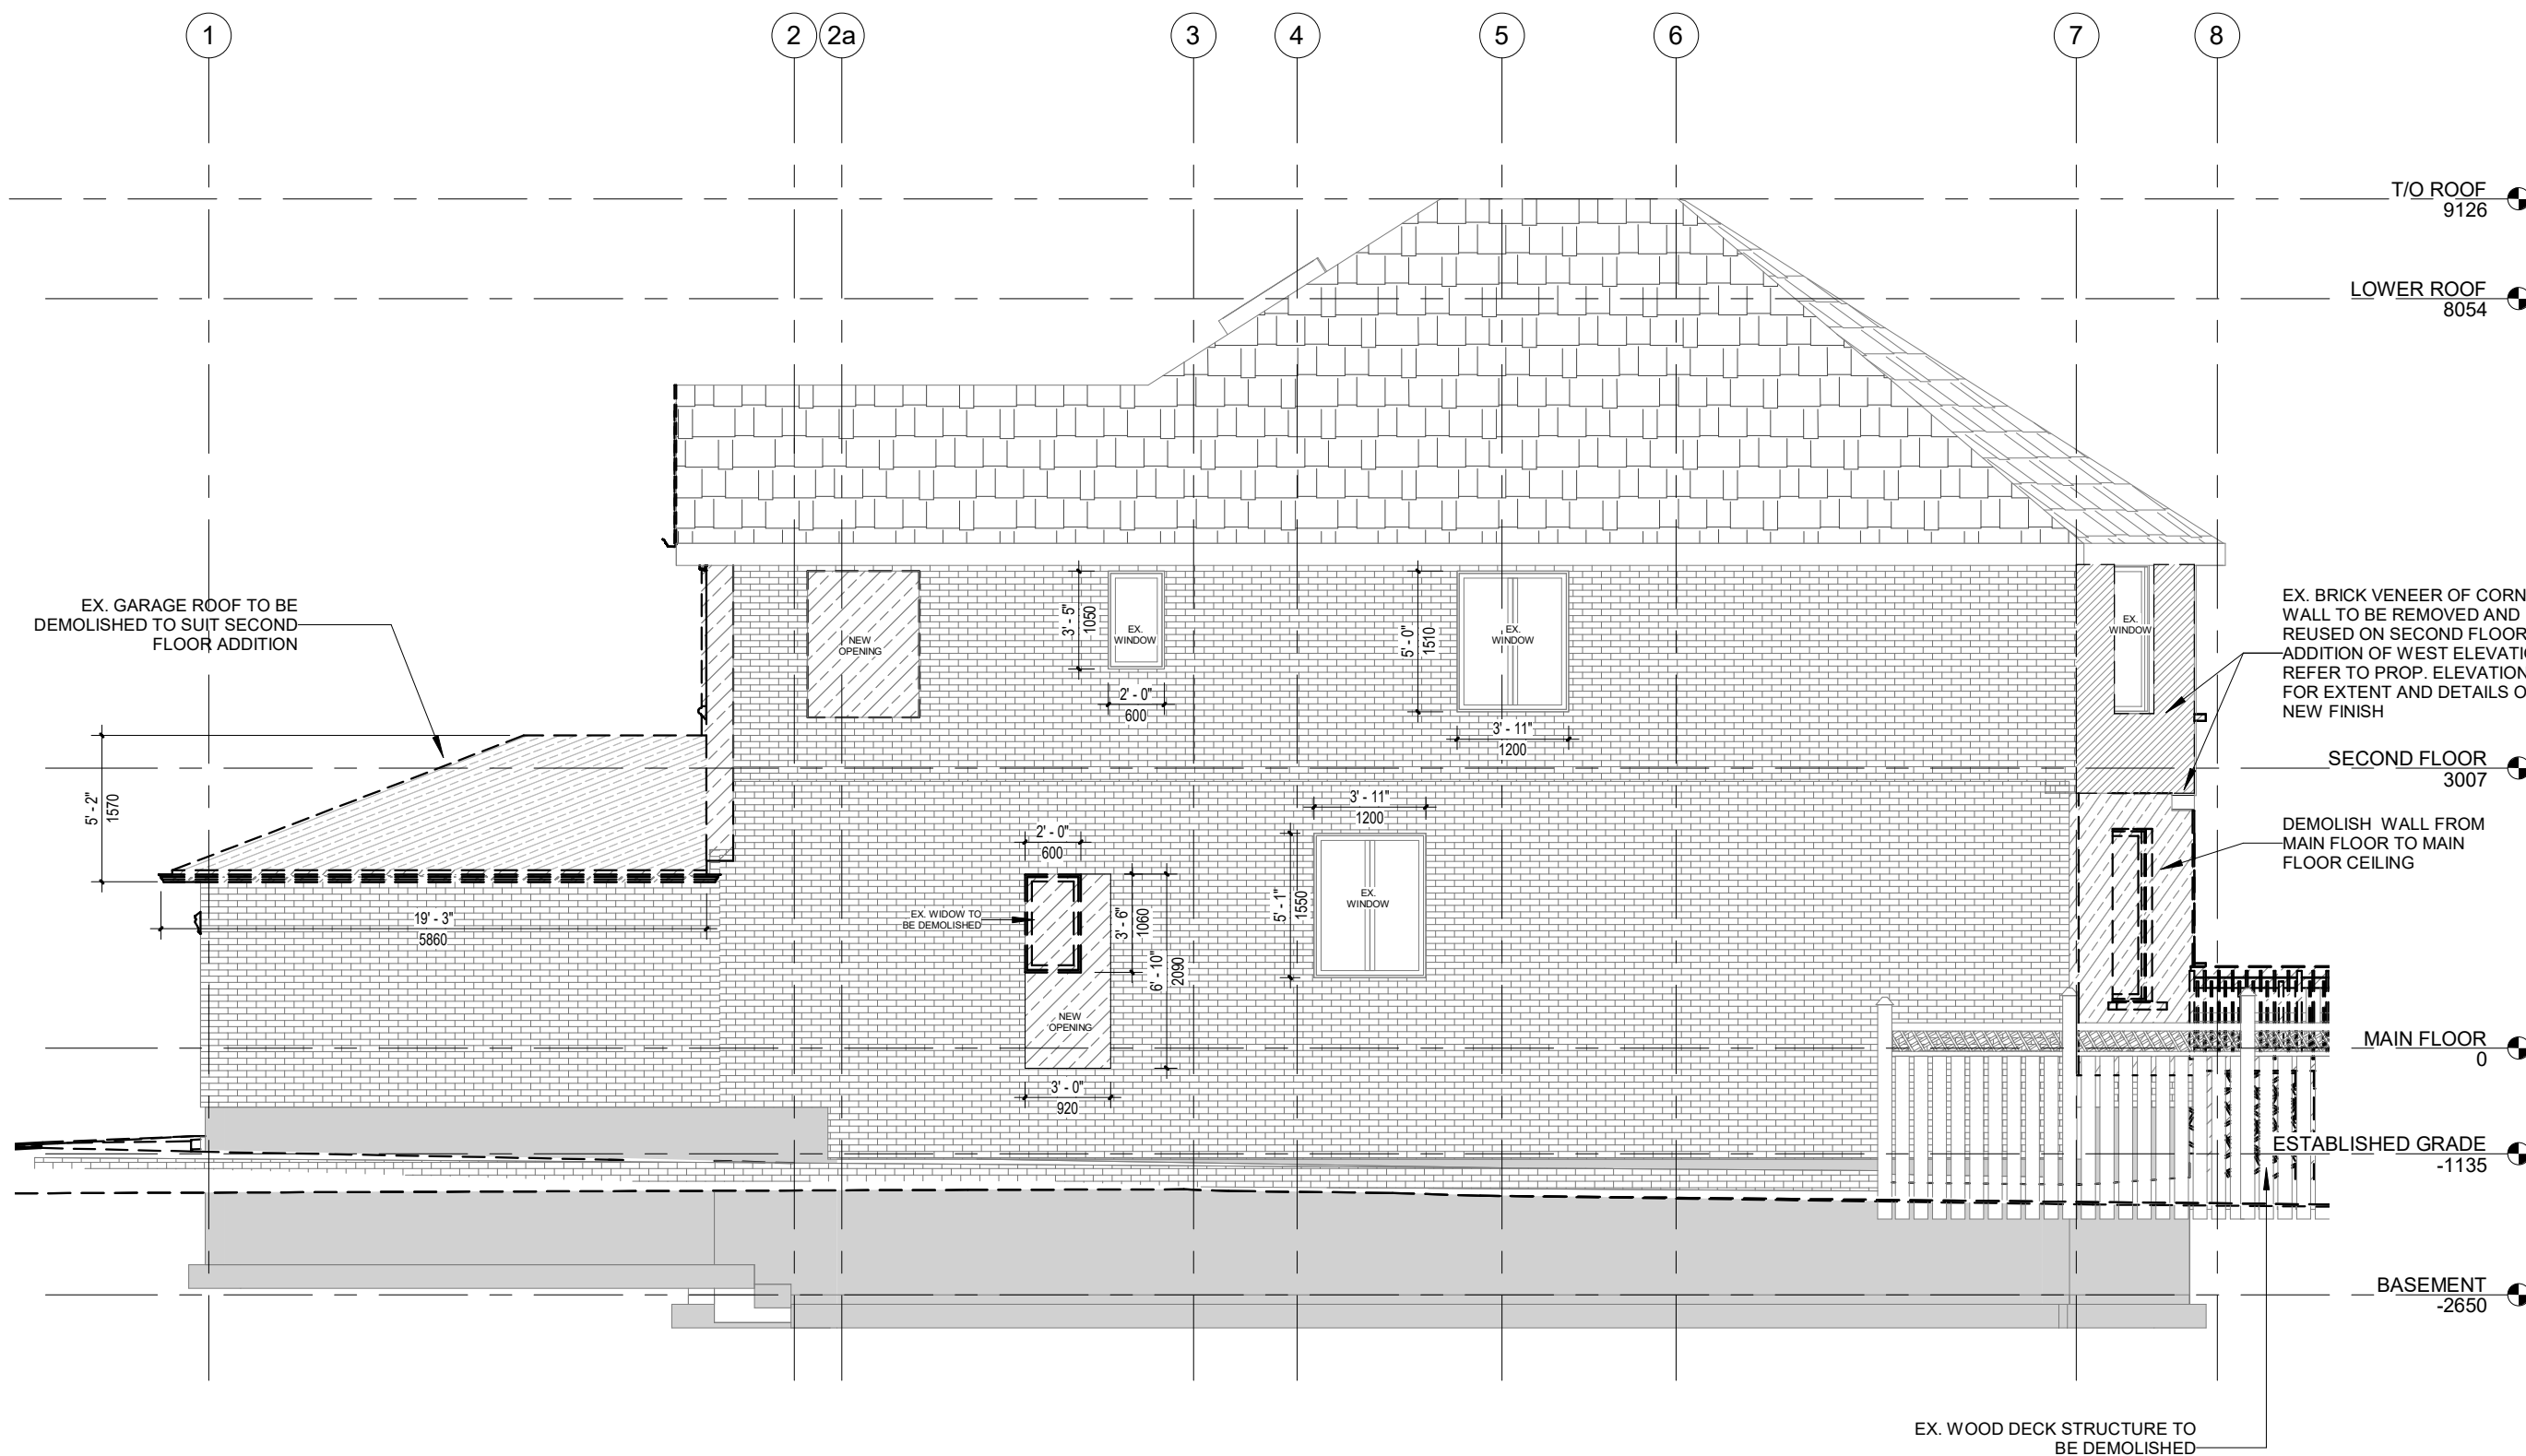 1
2
2a
3
4
5
6
7
8
T/O ROOF
9126
LOWER ROOF
8054
EX. GARAGE ROOF TO BE
DEMOLISHED TO SUIT SECOND
FLOOR ADDITION
NEW
OPENING
3' - 5"
1050
EX.
WINDOW
2' - 0"
600
5' - 0"
1510
EX.
WINDOW
3' - 11"
1200
EX.
WINDOW
EX. BRICK VENEER OF CORN
WALL TO BE REMOVED AND
REUSED ON SECOND FLOOR
ADDITION OF WEST ELEVATI
REFER TO PROP. ELEVATION
FOR EXTENT AND DETAILS O
NEW FINISH
SECOND FLOOR
3007
5' - 2"
1570
3' - 11"
1200
2' - 0"
600
DEMOLISH WALL FROM
MAIN FLOOR TO MAIN
FLOOR CEILING
19' - 3"
5860
EX. WIDOW TO
BE DEMOLISHED
3' - 6"
1060
6' - 10"
2090
5' - 1"
1550
EX.
WINDOW
NEW
OPENING
3' - 0"
920
MAIN FLOOR
0
ESTABLISHED GRADE
-1135
BASEMENT
-2650
EX. WOOD DECK STRUCTURE TO
BE DEMOLISHED